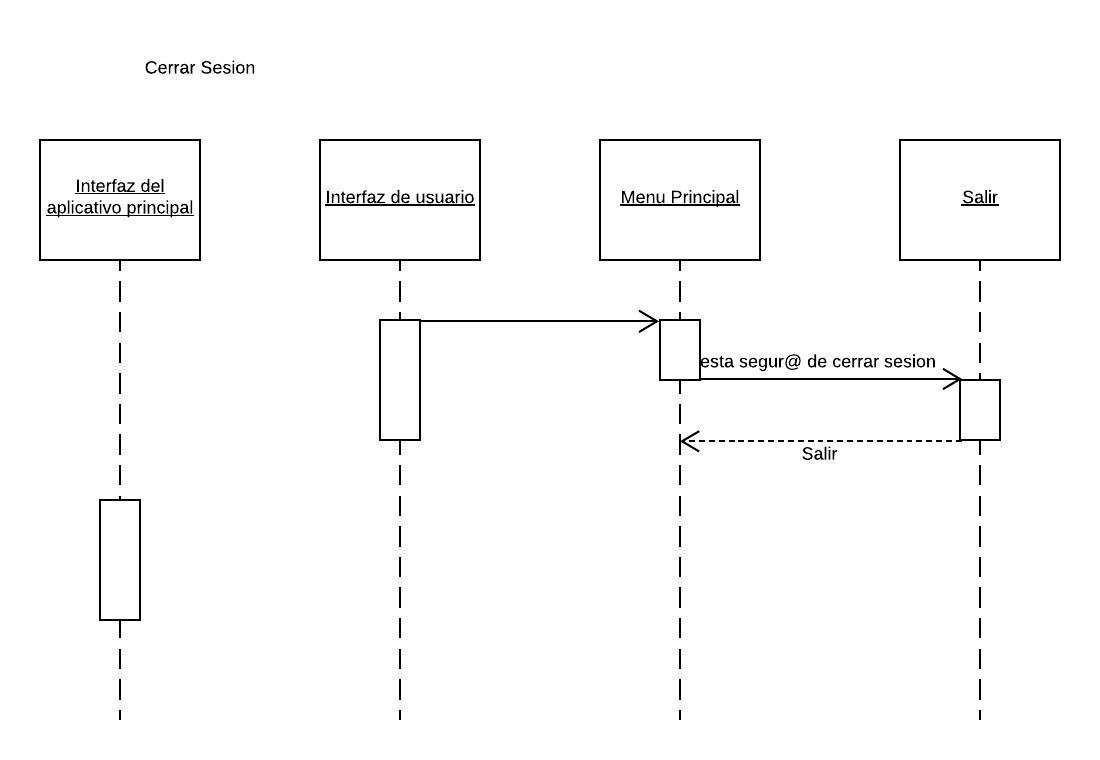 Cerrar Sesion
Interfaz del
aplicativo principal
Interfaz de usuario
Menu Principal
Salir
esta segur@ de cerrar sesion
Salir